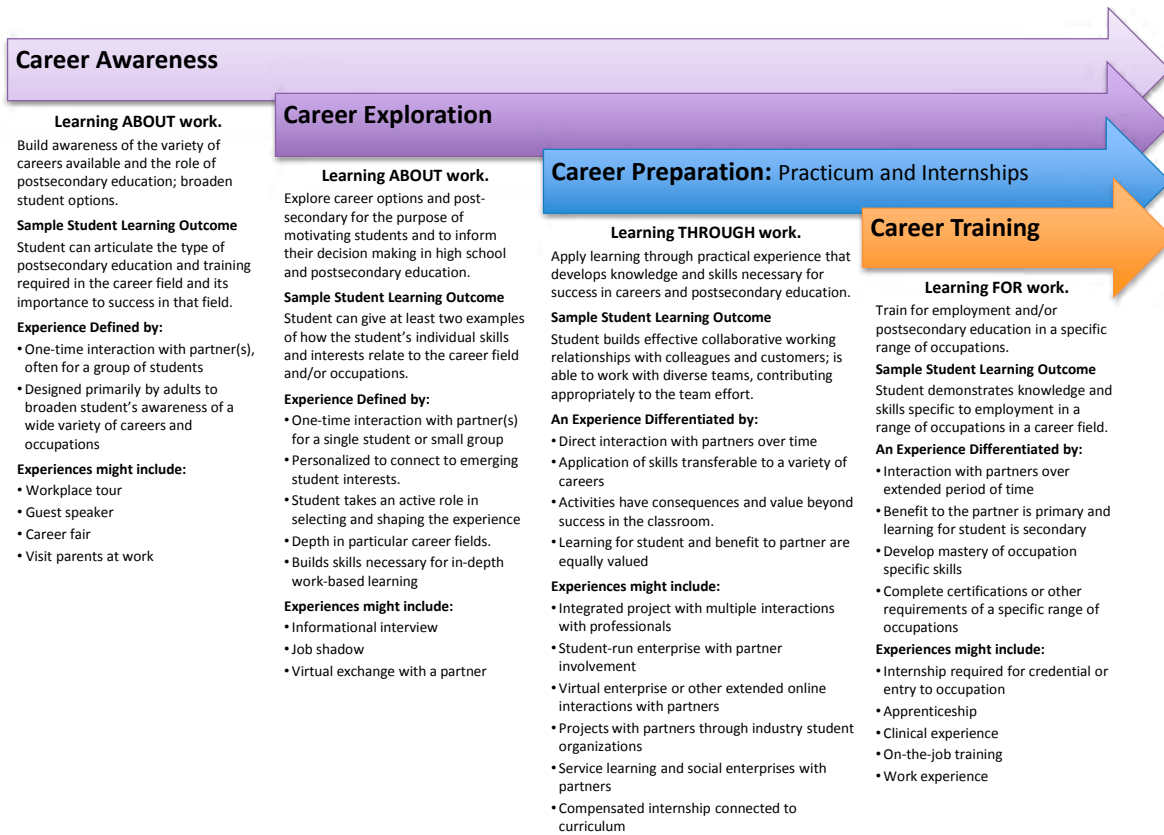 Career Awareness
Learning ABOUT work.
Build awareness of the variety of
careers available and the role of
postsecondary education; broaden
student options.
Sample Student Learning Outcome
Student can articulate the type of
postsecondary education and training
required in the career field and its
importance to success in that field.
Experience Defined by:
• One-time interaction with partner(s),
often for a group of students
• Designed primarily by adults to
broaden student's awareness of a
wide variety of careers and
occupations
Experiences might include:
• Workplace tour
• Guest speaker
• Career fair
• Visit parents at work
Career Exploration
Learning ABOUT work.
Explore career options and post-
secondary for the purpose of
motivating students and to inform
their decision making in high school
and postsecondary education.
Sample Student Learning Outcome
Student can give at least two examples
of how the student's individual skills
and interests relate to the career field
and/or occupations.
Experience Defined by:
• One-time interaction with partner(s)
for a single student or small group
• Personalized to connect to emerging
student interests.
• Student takes an active role in
selecting and shaping the experience
• Depth in particular career fields.
• Builds skills necessary for in-depth
work-based learning
Experiences might include:
• Informational interview
• Job shadow
• Virtual exchange with a partner
Career Preparation: Practicum and Internships
Learning THROUGH work.
Apply learning through practical experience that
develops knowledge and skills necessary for
success in careers and postsecondary education.
Sample Student Learning Outcome
Student builds effective collaborative working
relationships with colleagues and customers; is
able to work with diverse teams, contributing
appropriately to the team effort.
An Experience Differentiated by:
• Direct interaction with partners over time
• Application of skills transferable to a variety of
careers
• Activities have consequences and value beyond
success in the classroom.
• Learning for student and benefit to partner are
equally valued
Experiences might include:
• Integrated project with multiple interactions
with professionals
• Student-run enterprise with partner
involvement
• Virtual enterprise or other extended online
interactions with partners
• Projects with partners through industry student
organizations
• Service learning and social enterprises with
partners
• Compensated internship connected to
curriculum
Career Training
Learning FOR work.
Train for employment and/or
postsecondary education in a specific
range of occupations.
Sample Student Learning Outcome
Student demonstrates knowledge and
skills specific to employment in a
range of occupations in a career field.
An Experience Differentiated by:
• Interaction with partners over
extended period of time
• Benefit to the partner is primary and
learning for student is secondary
• Develop mastery of occupation
specific skills
• Complete certifications or other
requirements of a specific range of
occupations
Experiences might include:
• Internship required for credential or
entry to occupation
• Apprenticeship
• Clinical experience
• On-the-job training
• Work experience